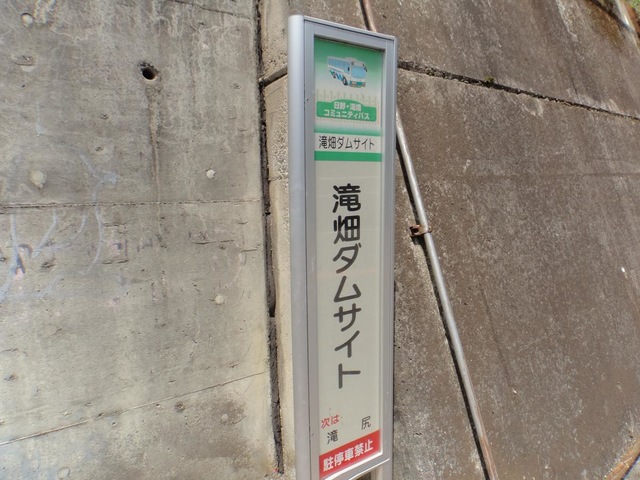 日野・滝畑
コミュニティバス
滝畑ダムサイト
滝畑ダムサイト
次は
滝尻
駐停車禁止